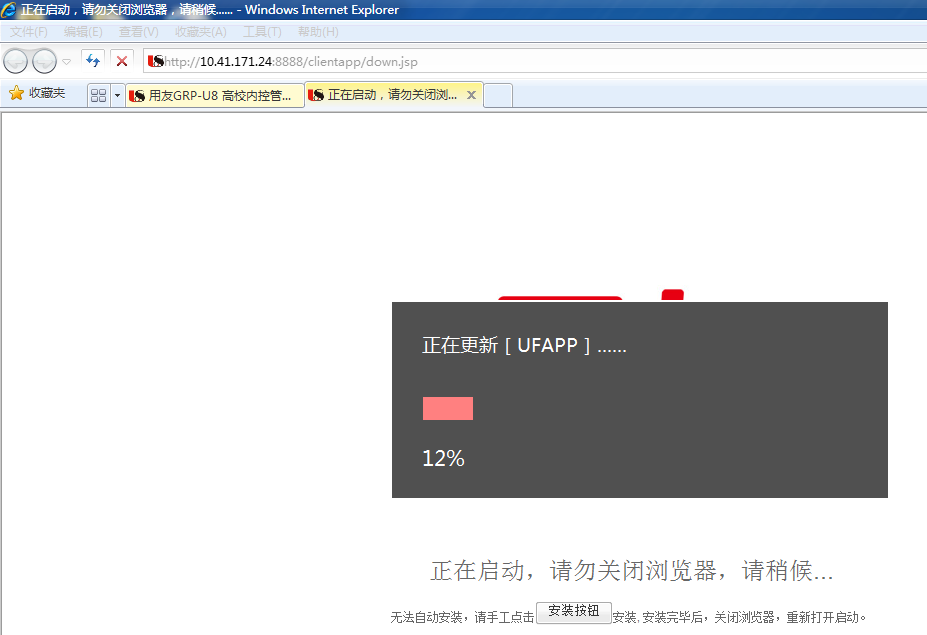 正在启动，请勿关闭浏览器，请稍候...... - Windows Internet Explorer
文件(F) 编辑(E) 查看(V) 收藏夹(A) 工具(T) 帮助(H)
http://10.41.171.24:8888/clientapp/down.jsp
收藏夹 用友GRP-U8 高校内控管... 正在启动，请勿关闭浏...
正在更新 [ UFAPP ] ......
12%
正在启动，请勿关闭浏览器，请稍候...
无法自动安装，请手工点击 安装按钮 安装, 安装完毕后，关闭浏览器，重新打开启动。